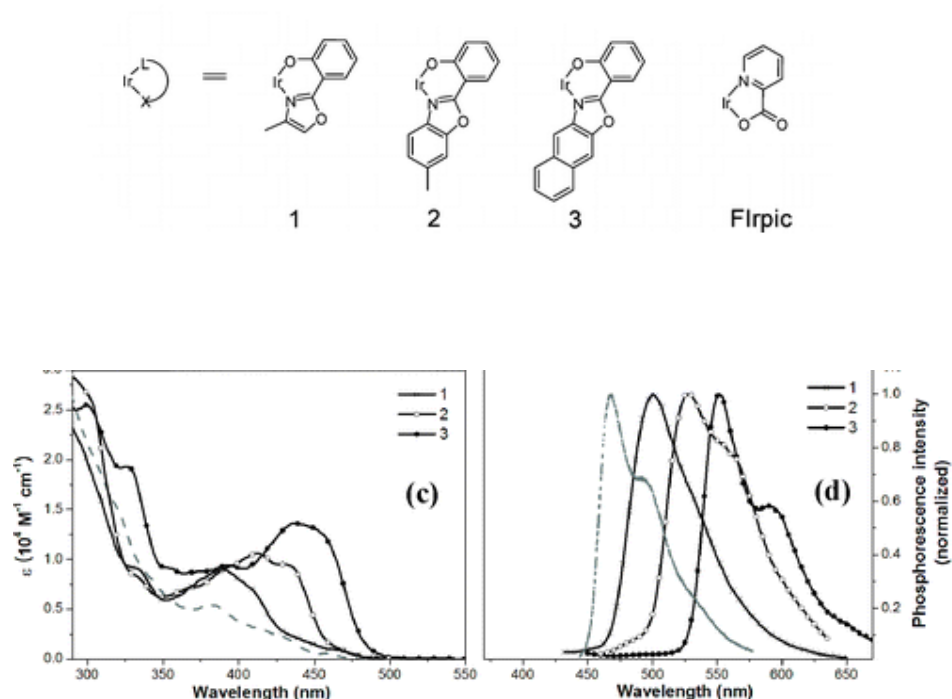 L
Ir
X
=
O
Ir
N
O
O
Ir
N
O
O
Ir
N
O
N
Ir
O
O
1
2
3
FIrpic
2.5
2.0
1.5
1.0
0.5
0.0
ε (10⁴ M⁻¹ cm⁻¹)
1
2
3
(c)
300 350 400 450 500 550
Wavelength (nm)
1
2
3
(d)
1.0
0.8
0.6
0.4
0.2
Phosphorescence intensity
(normalized)
400 450 500 550 600 650
Wavelength (nm)